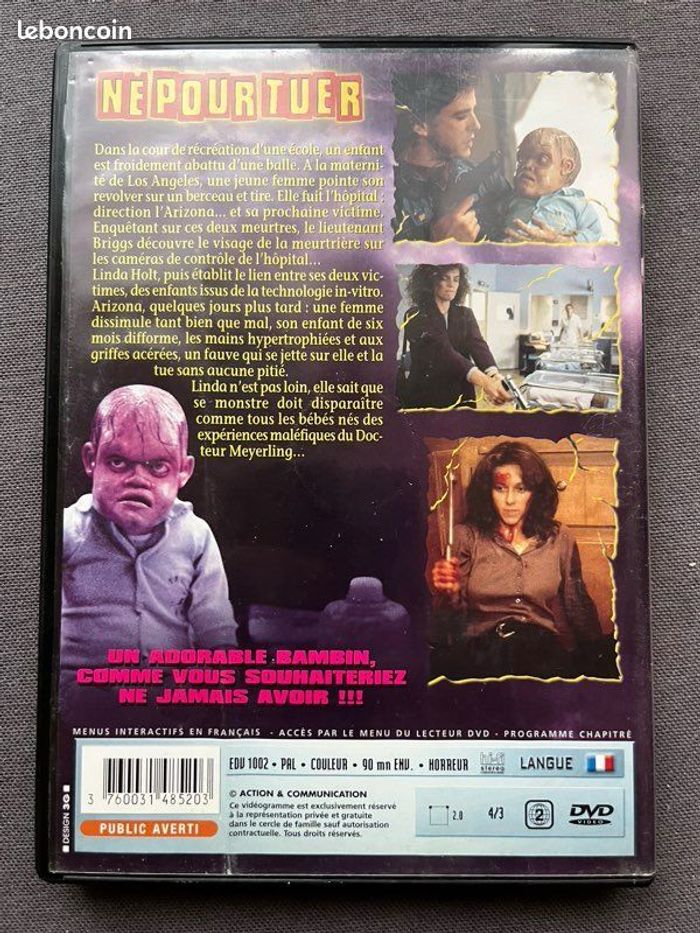 leboncoin
NÉ POUR TUER
Dans la cour de récréation d'une école, un enfant
est froidement abattu d'une balle. A la materni-
té de Los Angeles, une jeune femme pointe son
revolver sur un berceau et tire. Elle fuit l'hôpital :
direction l'Arizona... et sa prochaine victime.
Enquêtant sur ces deux meurtres, le lieutenant
Briggs découvre le visage de la meurtrière sur
les caméras de contrôle de l'hôpital...
Linda Holt, puis établit le lien entre ses deux vic-
times, des enfants issus de la technologie in-vitro.
Arizona, quelques jours plus tard : une femme
dissimule tant bien que mal, son enfant de six
mois difforme, les mains hypertrophiées et aux
griffes acérées, un fauve qui se jette sur elle et la
tue sans aucune pitié.
Linda n'est pas loin, elle sait que
se monstre doit disparaître
comme tous les bébés nés des
expériences maléfiques du Doc-
teur Meyerling...
UN ADORABLE BAMBIN,
COMME VOUS SOUHAITERIEZ
NE JAMAIS AVOIR !!!
MENUS INTERACTIFS EN FRANÇAIS - ACCÈS PAR LE MENU DU LECTEUR DVD - PROGRAMME CHAPITRÉ
EDV 1002 • PAL • COULEUR • 90 mn ENV. • HORREUR
hi-fi
stereo
LANGUE
3 760031 485203
PUBLIC AVERTI
DESIGN 3G
© ACTION & COMMUNICATION
Ce vidéogramme est exclusivement réservé
à la représentation privée et gratuite
dans le cercle de famille sauf autorisation
contractuelle. Tous droits réservés.
2.0
4/3
2
DVD
VIDEO